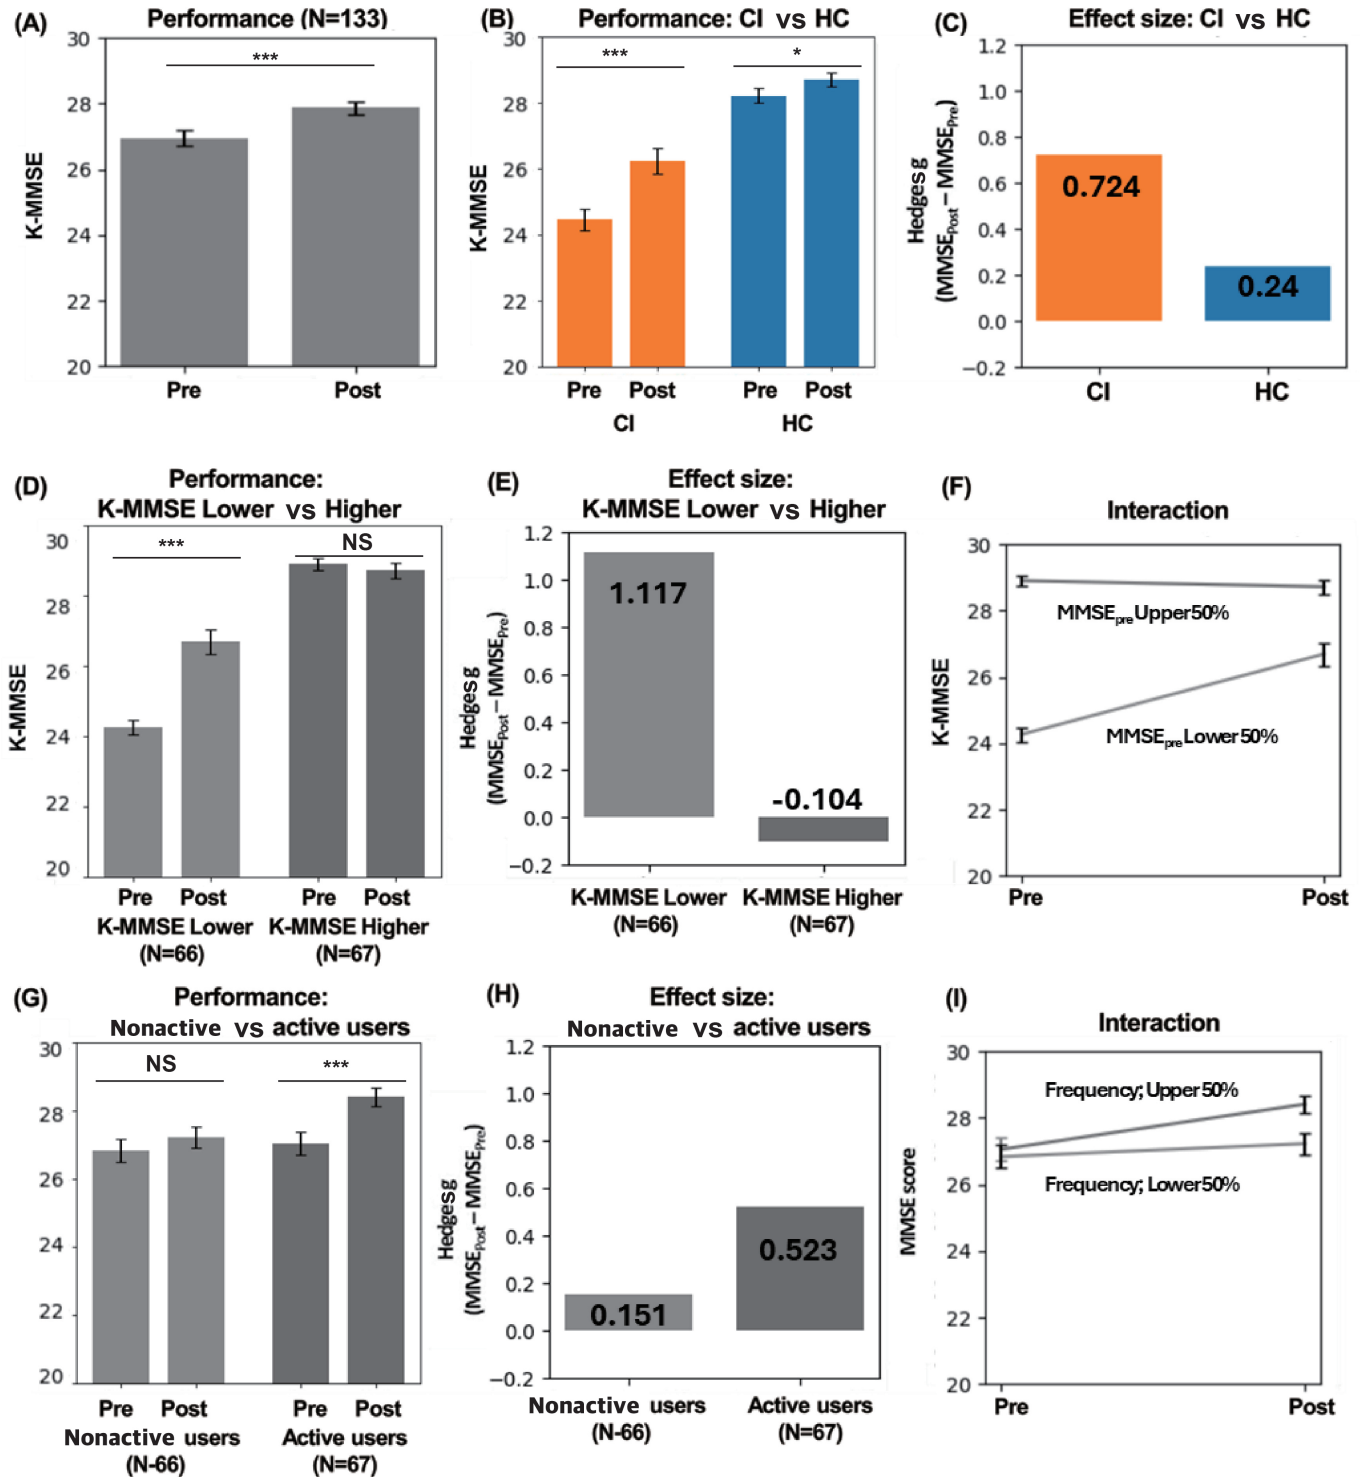 (A) Performance (N=133)
K-MMSE
30
28
26
24
22
20
***
Pre Post
(B) Performance: CI vs HC
K-MMSE
30
28
26
24
22
20
*** *
Pre Post Pre Post
CI HC
(C) Effect size: CI vs HC
Hedges g
(MMSEPost – MMSEPre)
1.2
1.0
0.8
0.6
0.4
0.2
0.0
−0.2
0.724
0.24
CI HC
(D) Performance:
K-MMSE Lower vs Higher
K-MMSE
30
28
26
24
22
20
*** NS
Pre Post Pre Post
K-MMSE Lower K-MMSE Higher
(N=66) (N=67)
(E) Effect size:
K-MMSE Lower vs Higher
Hedges g
(MMSEPost – MMSEPre)
1.2
1.0
0.8
0.6
0.4
0.2
0.0
−0.2
1.117
-0.104
K-MMSE Lower K-MMSE Higher
(N=66) (N=67)
(F) Interaction
K-MMSE
30
28
26
24
22
20
MMSEpre Upper 50%
MMSEpre Lower 50%
Pre Post
(G) Performance:
Nonactive vs active users
30
28
26
24
22
20
NS ***
Pre Post Pre Post
Nonactive users Active users
(N-66) (N=67)
(H) Effect size:
Nonactive vs active users
Hedges g
(MMSEPost – MMSEPre)
1.2
1.0
0.8
0.6
0.4
0.2
0.0
−0.2
0.151
0.523
Nonactive users Active users
(N-66) (N=67)
(I) Interaction
MMSE score
30
28
26
24
22
20
Frequency; Upper 50%
Frequency; Lower 50%
Pre Post